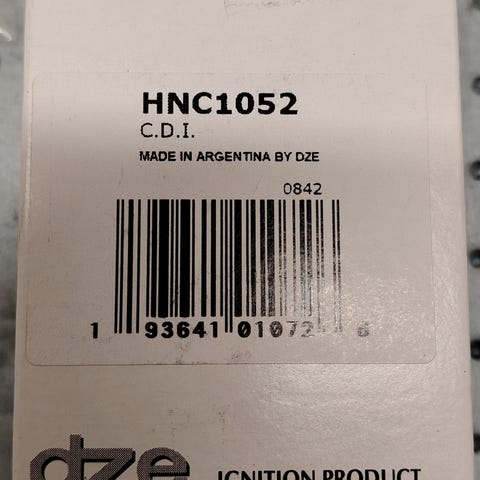 HNC1052
C.D.I.
MADE IN ARGENTINA BY DZE
0842
1 93641 01072 6
dze IGNITION PRODUCT